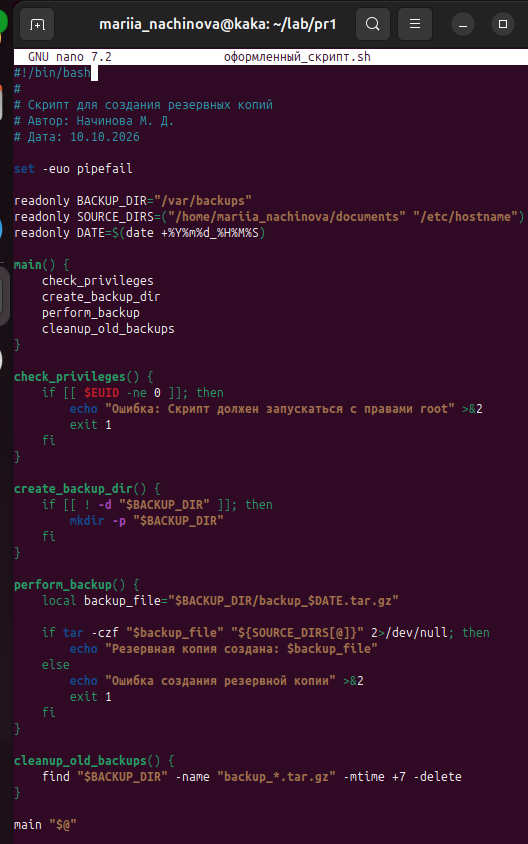 mariia_nachinova@kaka: ~/lab/pr1
GNU nano 7.2 оформленный_скрипт.sh
#!/bin/bash
#
# Скрипт для создания резервных копий
# Автор: Начинова М. Д.
# Дата: 10.10.2026
set -euo pipefail
readonly BACKUP_DIR="/var/backups"
readonly SOURCE_DIRS=("/home/mariia_nachinova/documents" "/etc/hostname")
readonly DATE=$(date +%Y%m%d_%H%M%S)
main() {
    check_privileges
    create_backup_dir
    perform_backup
    cleanup_old_backups
}
check_privileges() {
    if [[ $EUID -ne 0 ]]; then
        echo "Ошибка: Скрипт должен запускаться с правами root" >&2
        exit 1
    fi
}
create_backup_dir() {
    if [[ ! -d "$BACKUP_DIR" ]]; then
        mkdir -p "$BACKUP_DIR"
    fi
}
perform_backup() {
    local backup_file="$BACKUP_DIR/backup_$DATE.tar.gz"
    if tar -czf "$backup_file" "${SOURCE_DIRS[@]}" 2>/dev/null; then
        echo "Резервная копия создана: $backup_file"
    else
        echo "Ошибка создания резервной копии" >&2
        exit 1
    fi
}
cleanup_old_backups() {
    find "$BACKUP_DIR" -name "backup_*.tar.gz" -mtime +7 -delete
}
main "$@"